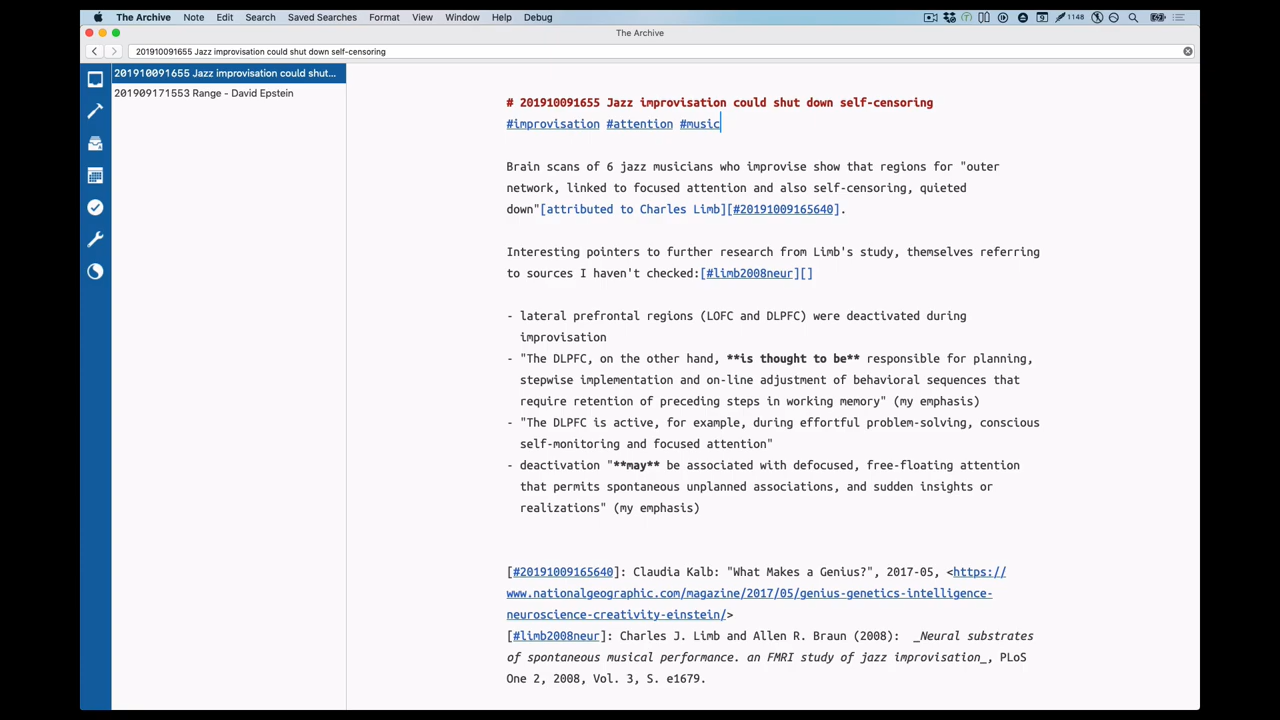 The Archive Note Edit Search Saved Searches Format View Window Help Debug 1148
The Archive
201910091655 Jazz improvisation could shut down self-censoring
201910091655 Jazz improvisation could shut...
201909171553 Range - David Epstein
# 201910091655 Jazz improvisation could shut down self-censoring
#improvisation #attention #music
Brain scans of 6 jazz musicians who improvise show that regions for "outer
network, linked to focused attention and also self-censoring, quieted
down"[attributed to Charles Limb][#20191009165640].
Interesting pointers to further research from Limb's study, themselves referring
to sources I haven't checked:[#limb2008neur][]
- lateral prefrontal regions (LOFC and DLPFC) were deactivated during
improvisation
- "The DLPFC, on the other hand, **is thought to be** responsible for planning,
stepwise implementation and on-line adjustment of behavioral sequences that
require retention of preceding steps in working memory" (my emphasis)
- "The DLPFC is active, for example, during effortful problem-solving, conscious
self-monitoring and focused attention"
- deactivation "**may** be associated with defocused, free-floating attention
that permits spontaneous unplanned associations, and sudden insights or
realizations" (my emphasis)
[#20191009165640]: Claudia Kalb: "What Makes a Genius?", 2017-05, <https://
www.nationalgeographic.com/magazine/2017/05/genius-genetics-intelligence-
neuroscience-creativity-einstein/>
[#limb2008neur]: Charles J. Limb and Allen R. Braun (2008): _Neural substrates
of spontaneous musical performance. an FMRI study of jazz improvisation_, PLoS
One 2, 2008, Vol. 3, S. e1679.